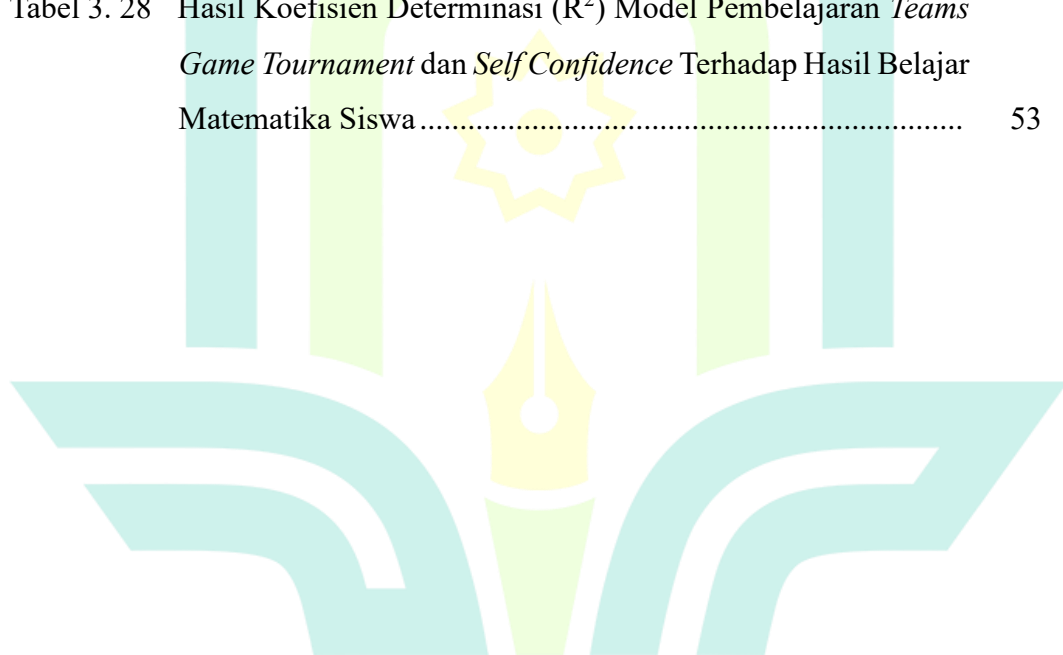 Tabel 3. 28 Hasil Koefisien Determinasi (R²) Model Pembelajaran Teams
Game Tournament dan Self Confidence Terhadap Hasil Belajar
Matematika Siswa.................................................................... 53